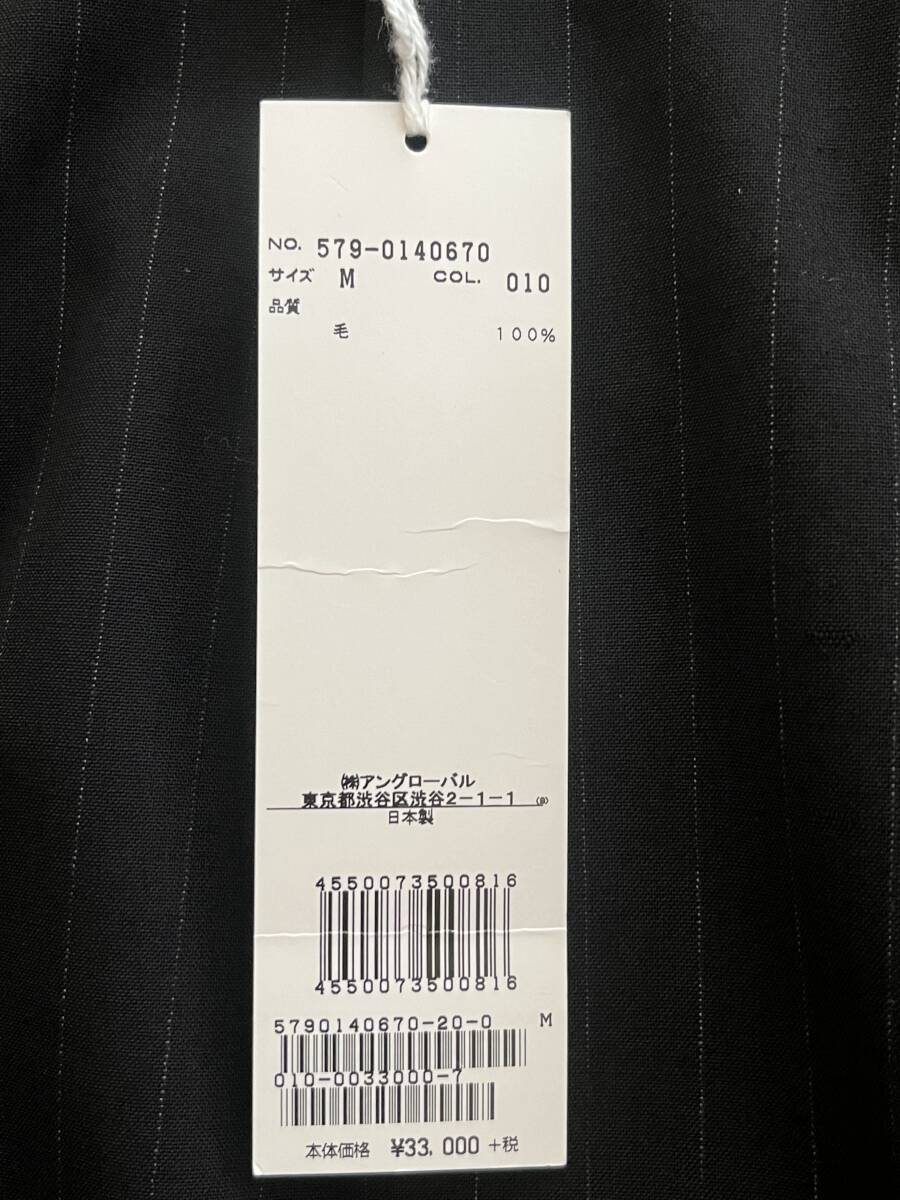 NO. 579-0140670
サイズ M COL. 010
品質
毛 100%
㈱アングローバル
東京都渋谷区渋谷2-1-1
日本製
4550073500816
4550073500816
5790140670-20-0 M
010-0033000-7
本体価格 ¥33,000 +税